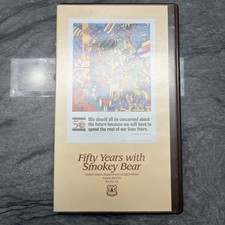 We should all be concerned about
the future because we will have to
spend the rest of our lives there.
Fifty Years with
Smokey Bear
United States Department of Agriculture
Forest Service